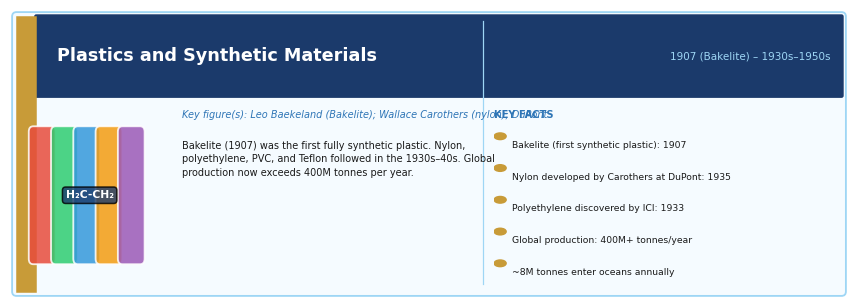 Plastics and Synthetic Materials
1907 (Bakelite) – 1930s–1950s
Key figure(s): Leo Baekeland (Bakelite); Wallace Carothers (nylon);
KEY FACTS
Bakelite (1907) was the first fully synthetic plastic. Nylon,
polyethylene, PVC, and Teflon followed in the 1930s–40s. Global
production now exceeds 400M tonnes per year.
H₂C-CH₂
Bakelite (first synthetic plastic): 1907
Nylon developed by Carothers at DuPont: 1935
Polyethylene discovered by ICI: 1933
Global production: 400M+ tonnes/year
~8M tonnes enter oceans annually